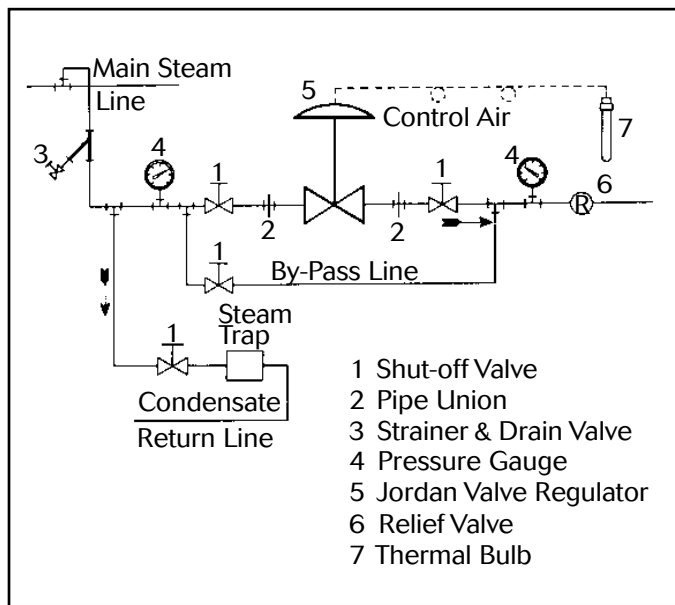 Main Steam
Line
5
Control Air
7
3
4
1
4
6
R
2
2
1
1
By-Pass Line
Steam
Trap
1
Condensate
Return Line
1 Shut-off Valve
2 Pipe Union
3 Strainer & Drain Valve
4 Pressure Gauge
5 Jordan Valve Regulator
6 Relief Valve
7 Thermal Bulb